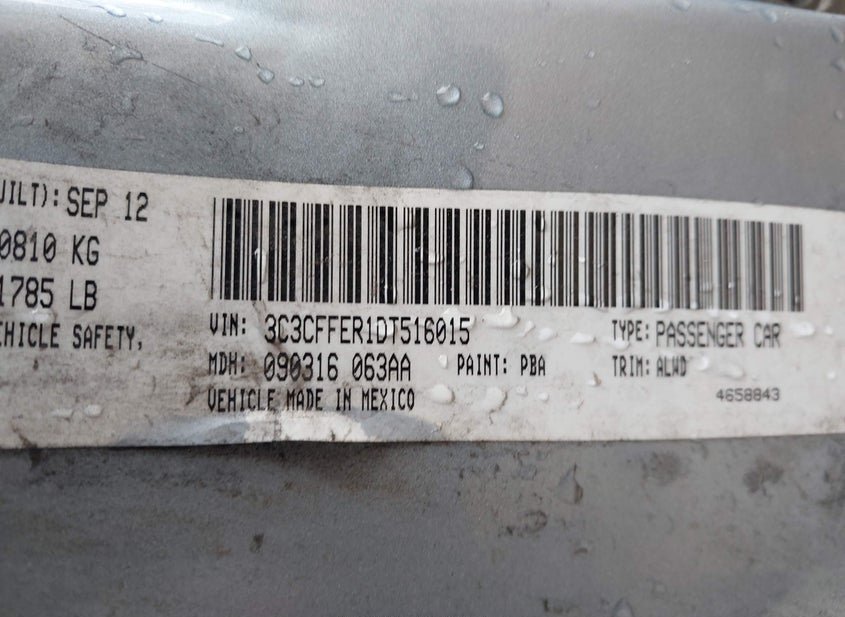 UILT): SEP 12
0810 KG
1785 LB
EHICLE SAFETY,
VIN: 3C3CFFER1DT516015 TYPE: PASSENGER CAR
MDH: 090316 063AA PAINT: PBA TRIM: ALWD
VEHICLE MADE IN MEXICO 4658843